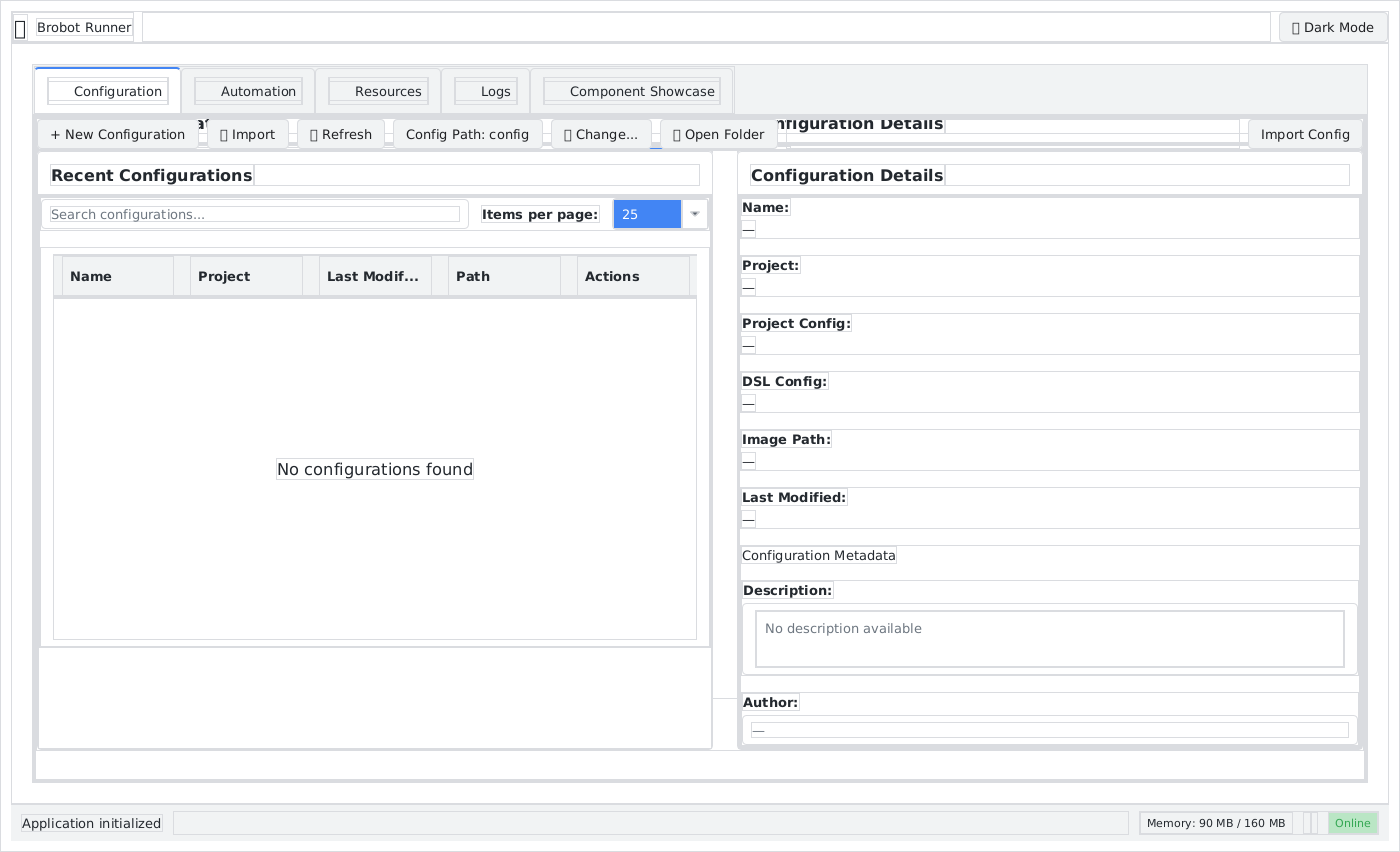 Brobot Runner
Dark Mode
Configuration
Automation
Resources
Logs
Component Showcase
+ New Configuration
Import
Refresh
Config Path: config
Change...
Open Folder
nfiguration Details
Import Config
Recent Configurations
Configuration Details
Search configurations...
Items per page:
25
Name
Project
Last Modif...
Path
Actions
No configurations found
Name:
—
Project:
—
Project Config:
—
DSL Config:
—
Image Path:
—
Last Modified:
—
Configuration Metadata
Description:
No description available
Author:
—
Application initialized
Memory: 90 MB / 160 MB
Online